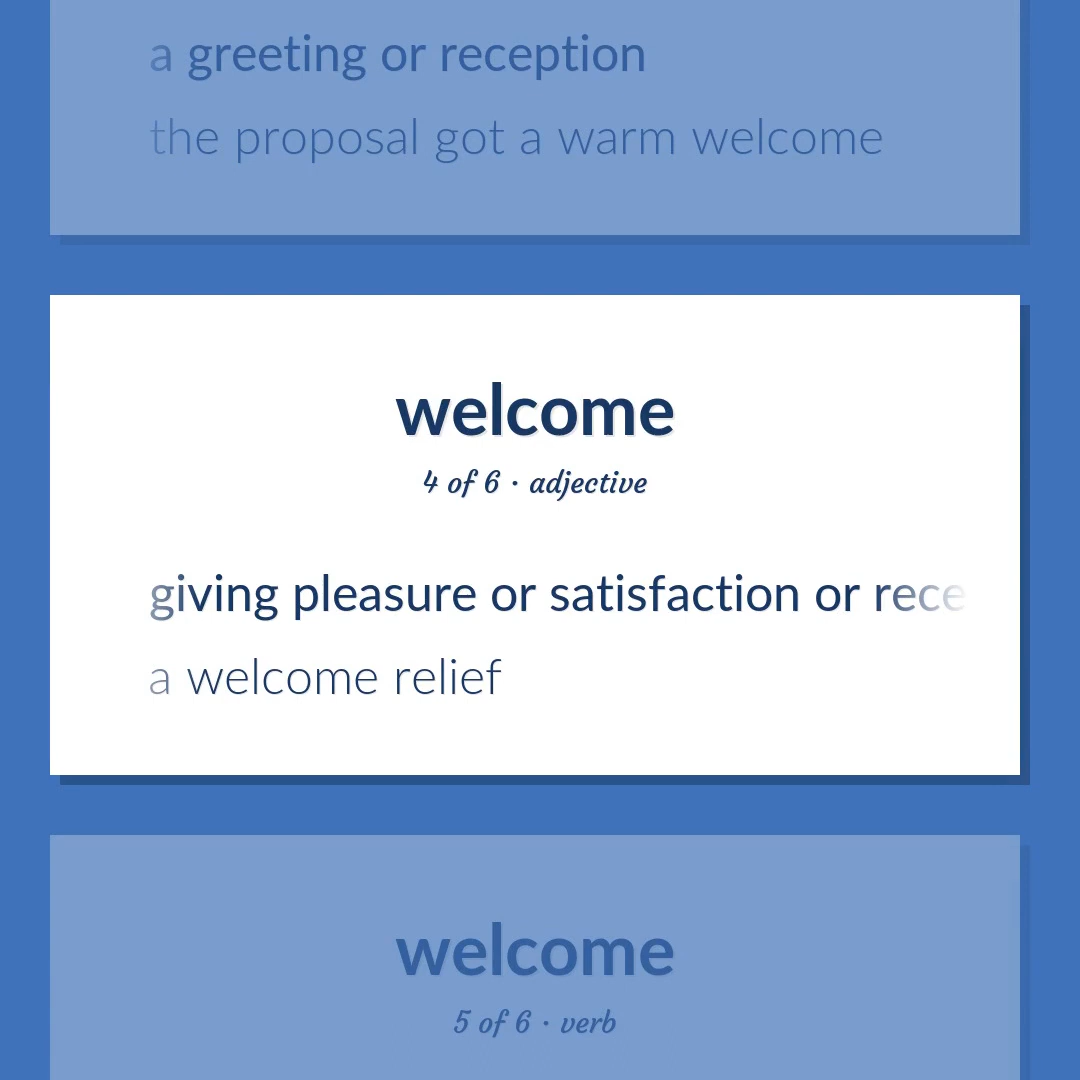 a greeting or reception
the proposal got a warm welcome
welcome
4 of 6 · adjective
giving pleasure or satisfaction or rece
a welcome relief
welcome
5 of 6 · verb